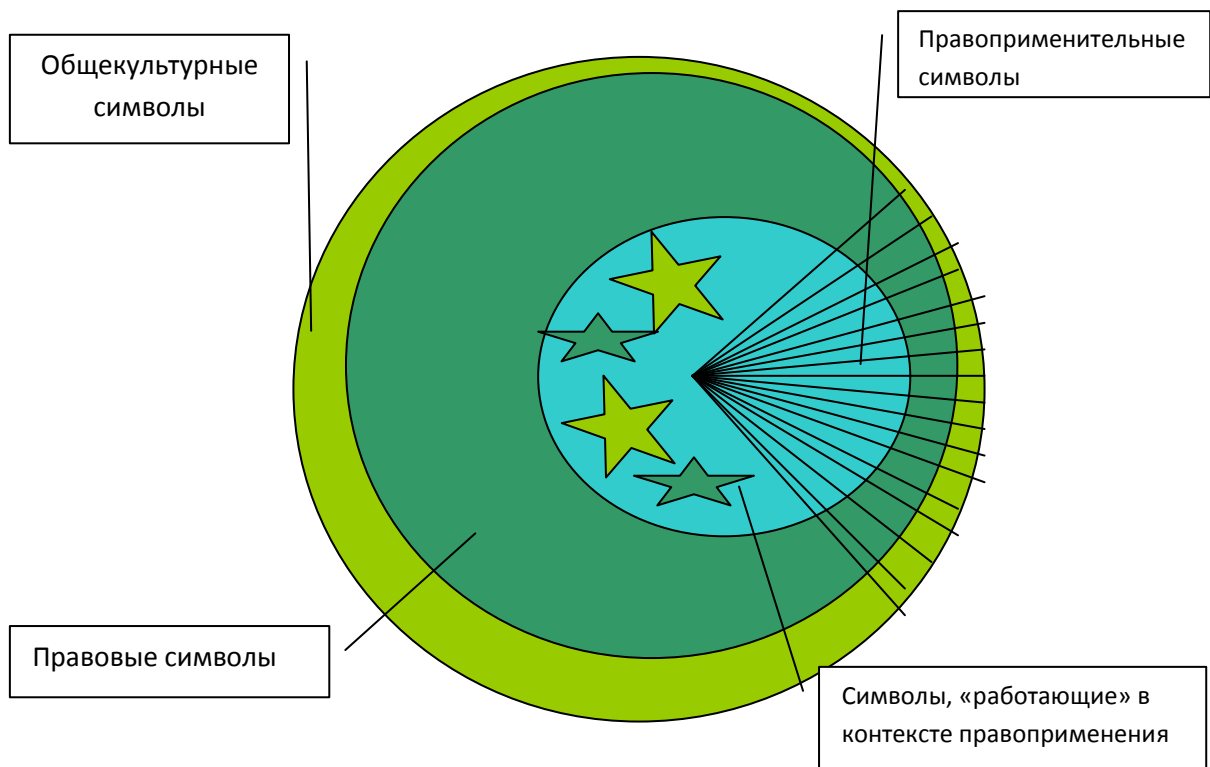 Общекультурные
символы
Правоприменительные
символы
Правовые символы
Символы, «работающие» в
контексте правоприменения